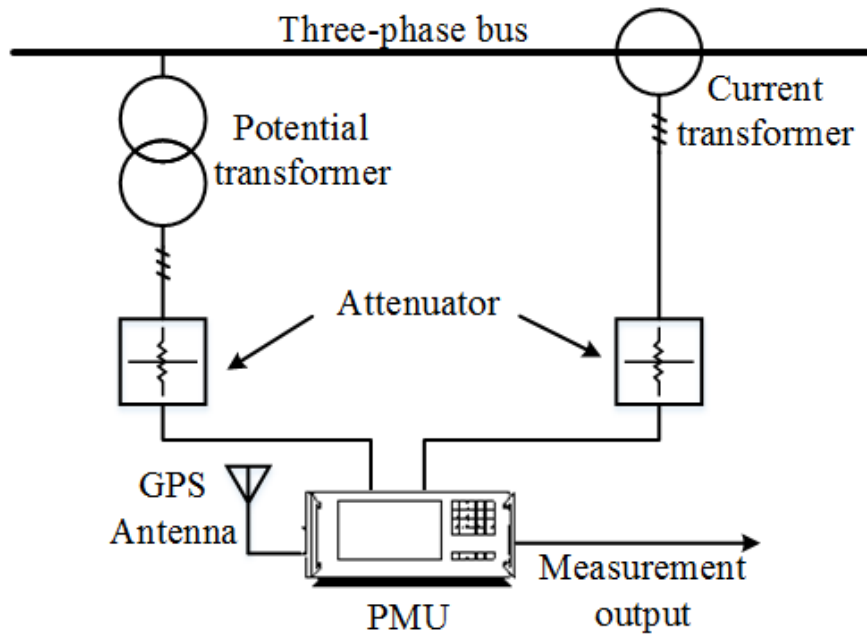 Three-phase bus
Potential
transformer
Current
transformer
Attenuator
GPS
Antenna
PMU
Measurement
output